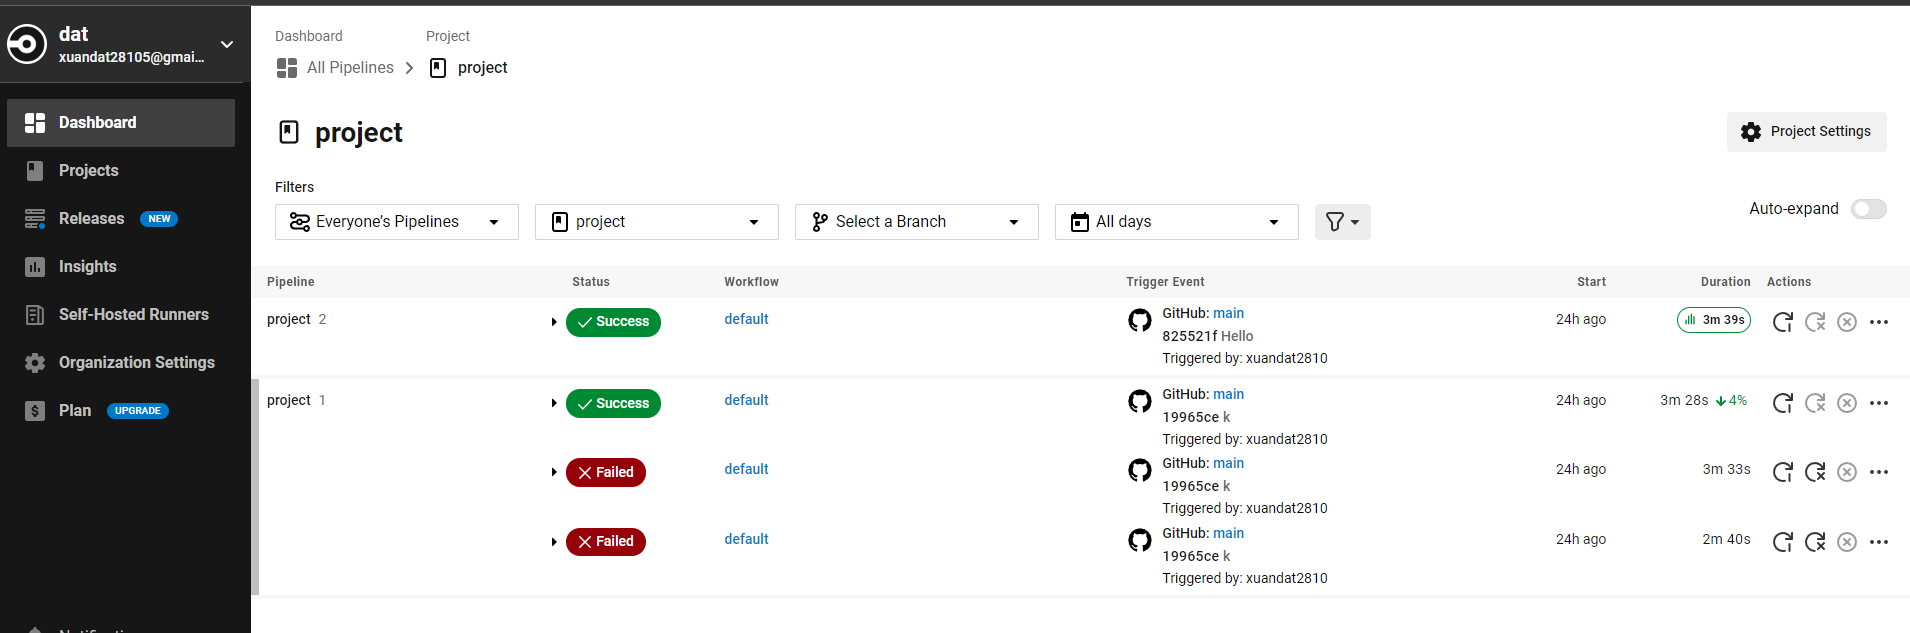 dat
xuandat28105@gmai...
Dashboard
Projects
Releases NEW
Insights
Self-Hosted Runners
Organization Settings
Plan UPGRADE
Dashboard Project
All Pipelines project
project
Project Settings
Filters
Everyone’s Pipelines project Select a Branch All days
Auto-expand
Pipeline Status Workflow Trigger Event Start Duration Actions
project 2 Success default GitHub: main 24h ago 3m 39s
825521f Hello
Triggered by: xuandat2810
project 1 Success default GitHub: main 24h ago 3m 28s 4%
19965ce k
Triggered by: xuandat2810
Failed default GitHub: main 24h ago 3m 33s
19965ce k
Triggered by: xuandat2810
Failed default GitHub: main 24h ago 2m 40s
19965ce k
Triggered by: xuandat2810